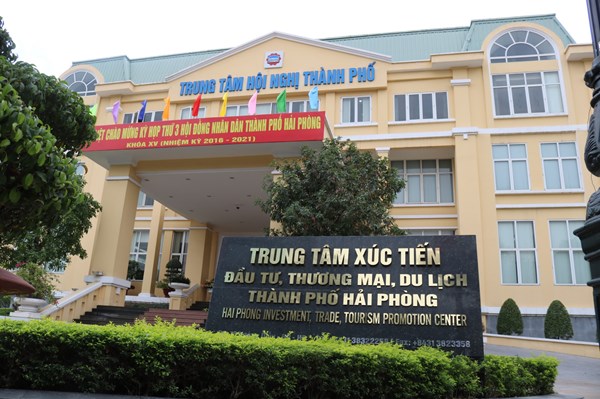 TRUNG TÂM HỘI NGHỊ THÀNH PHỐ
CHÀO MỪNG KỲ HỌP THỨ 3 HỘI ĐỒNG NHÂN DÂN THÀNH PHỐ HẢI PHÒNG
KHÓA XV (NHIỆM KỲ 2016 - 2021)
TRUNG TÂM XÚC TIẾN
ĐẦU TƯ, THƯƠNG MẠI, DU LỊCH
THÀNH PHỐ HẢI PHÒNG
HAI PHONG INVESTMENT, TRADE, TOURISM PROMOTION CENTER